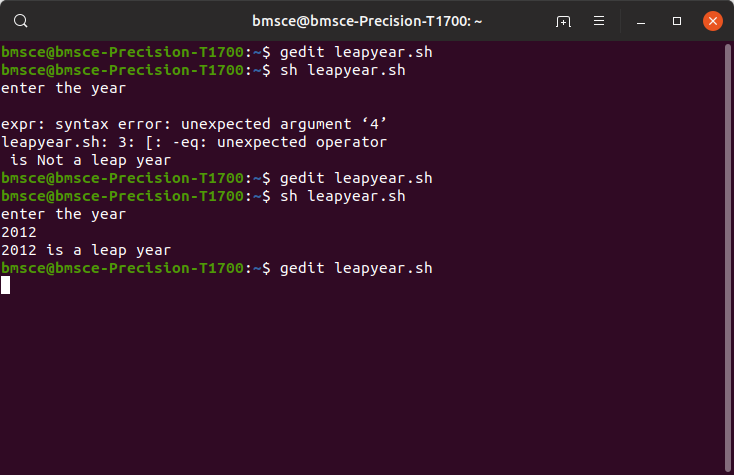 bmsce@bmsce-Precision-T1700: ~
bmsce@bmsce-Precision-T1700:~$ gedit leapyear.sh
bmsce@bmsce-Precision-T1700:~$ sh leapyear.sh
enter the year

expr: syntax error: unexpected argument ‘4’
leapyear.sh: 3: [: -eq: unexpected operator
 is Not a leap year
bmsce@bmsce-Precision-T1700:~$ gedit leapyear.sh
bmsce@bmsce-Precision-T1700:~$ sh leapyear.sh
enter the year
2012
2012 is a leap year
bmsce@bmsce-Precision-T1700:~$ gedit leapyear.sh